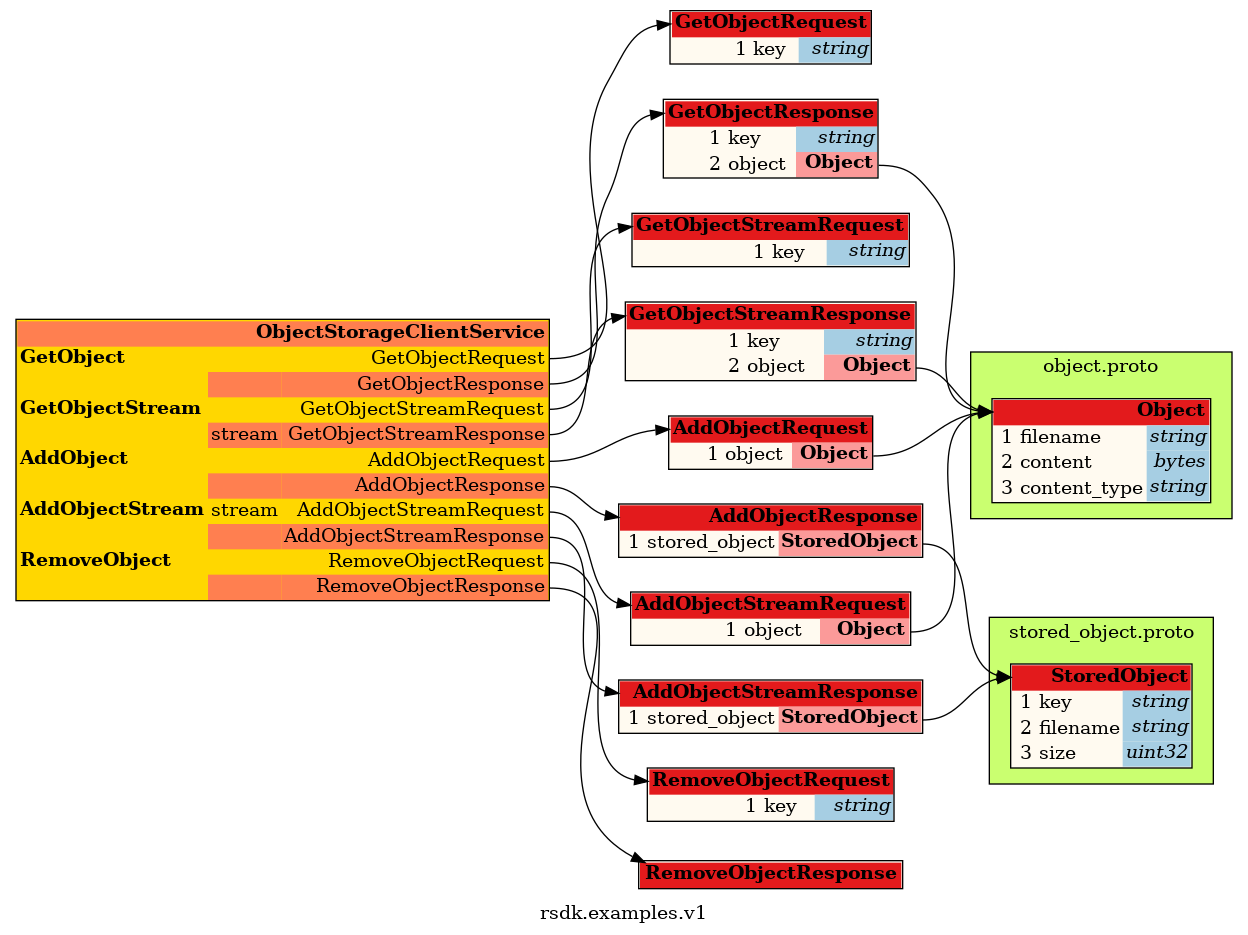 ObjectStorageClientService
GetObject GetObjectRequest
GetObjectResponse
GetObjectStream GetObjectStreamRequest
stream GetObjectStreamResponse
AddObject AddObjectRequest
AddObjectResponse
AddObjectStream stream AddObjectStreamRequest
AddObjectStreamResponse
RemoveObject RemoveObjectRequest
RemoveObjectResponse
GetObjectRequest
1 key string
GetObjectResponse
1 key string
2 object Object
GetObjectStreamRequest
1 key string
GetObjectStreamResponse
1 key string
2 object Object
AddObjectRequest
1 object Object
AddObjectResponse
1 stored_object StoredObject
AddObjectStreamRequest
1 object Object
AddObjectStreamResponse
1 stored_object StoredObject
RemoveObjectRequest
1 key string
RemoveObjectResponse
object.proto
Object
1 filename string
2 content bytes
3 content_type string
stored_object.proto
StoredObject
1 key string
2 filename string
3 size uint32
rsdk.examples.v1